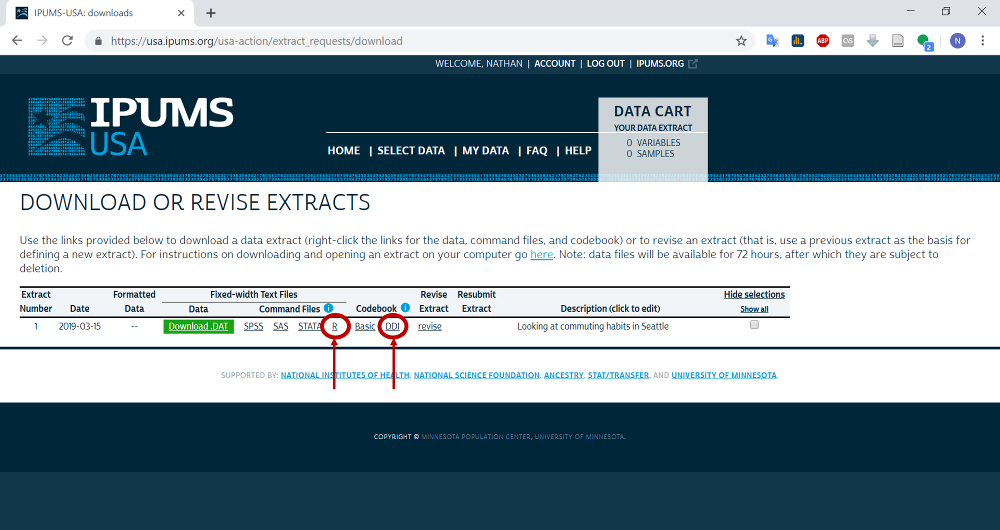 IPUMS-USA: downloads
https://usa.ipums.org/usa-action/extract_requests/download
ABP
2
N
WELCOME, NATHAN | ACCOUNT | LOG OUT | IPUMS.ORG
IPUMS
USA
DATA CART
YOUR DATA EXTRACT
0 VARIABLES
0 SAMPLES
HOME | SELECT DATA | MY DATA | FAQ | HELP
DOWNLOAD OR REVISE EXTRACTS
Use the links provided below to download a data extract (right-click the links for the data, command files, and codebook) or to revise an extract (that is, use a previous extract as the basis for
defining a new extract). For instructions on downloading and opening an extract on your computer go here. Note: data files will be available for 72 hours, after which they are subject to
deletion.
Extract Formatted Fixed-width Text Files Revise Resubmit Hide selections
Number Date Data Data Command Files i Codebook i Extract Extract Description (click to edit) Show all
1 2019-03-15 -- Download .DAT SPSS SAS STATA R Basic DDI revise Looking at commuting habits in Seattle
SUPPORTED BY: NATIONAL INSTITUTES OF HEALTH, NATIONAL SCIENCE FOUNDATION, ANCESTRY, STAT/TRANSFER, AND UNIVERSITY OF MINNESOTA.
COPYRIGHT © MINNESOTA POPULATION CENTER, UNIVERSITY OF MINNESOTA.